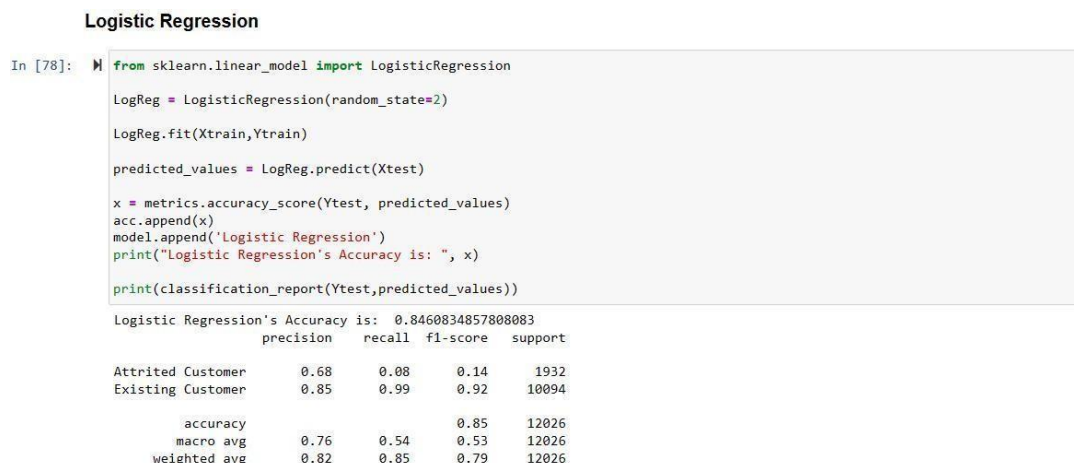 Logistic Regression
In [78]:
from sklearn.linear_model import LogisticRegression
LogReg = LogisticRegression(random_state=2)
LogReg.fit(Xtrain,Ytrain)
predicted_values = LogReg.predict(Xtest)
x = metrics.accuracy_score(Ytest, predicted_values)
acc.append(x)
model.append('Logistic Regression')
print("Logistic Regression's Accuracy is: ", x)
print(classification_report(Ytest,predicted_values))
Logistic Regression's Accuracy is:  0.8460834857808083
precision recall f1-score support
Attrited Customer 0.68 0.08 0.14 1932
Existing Customer 0.85 0.99 0.92 10094
accuracy 0.85 12026
macro avg 0.76 0.54 0.53 12026
weighted avg 0.82 0.85 0.79 12026